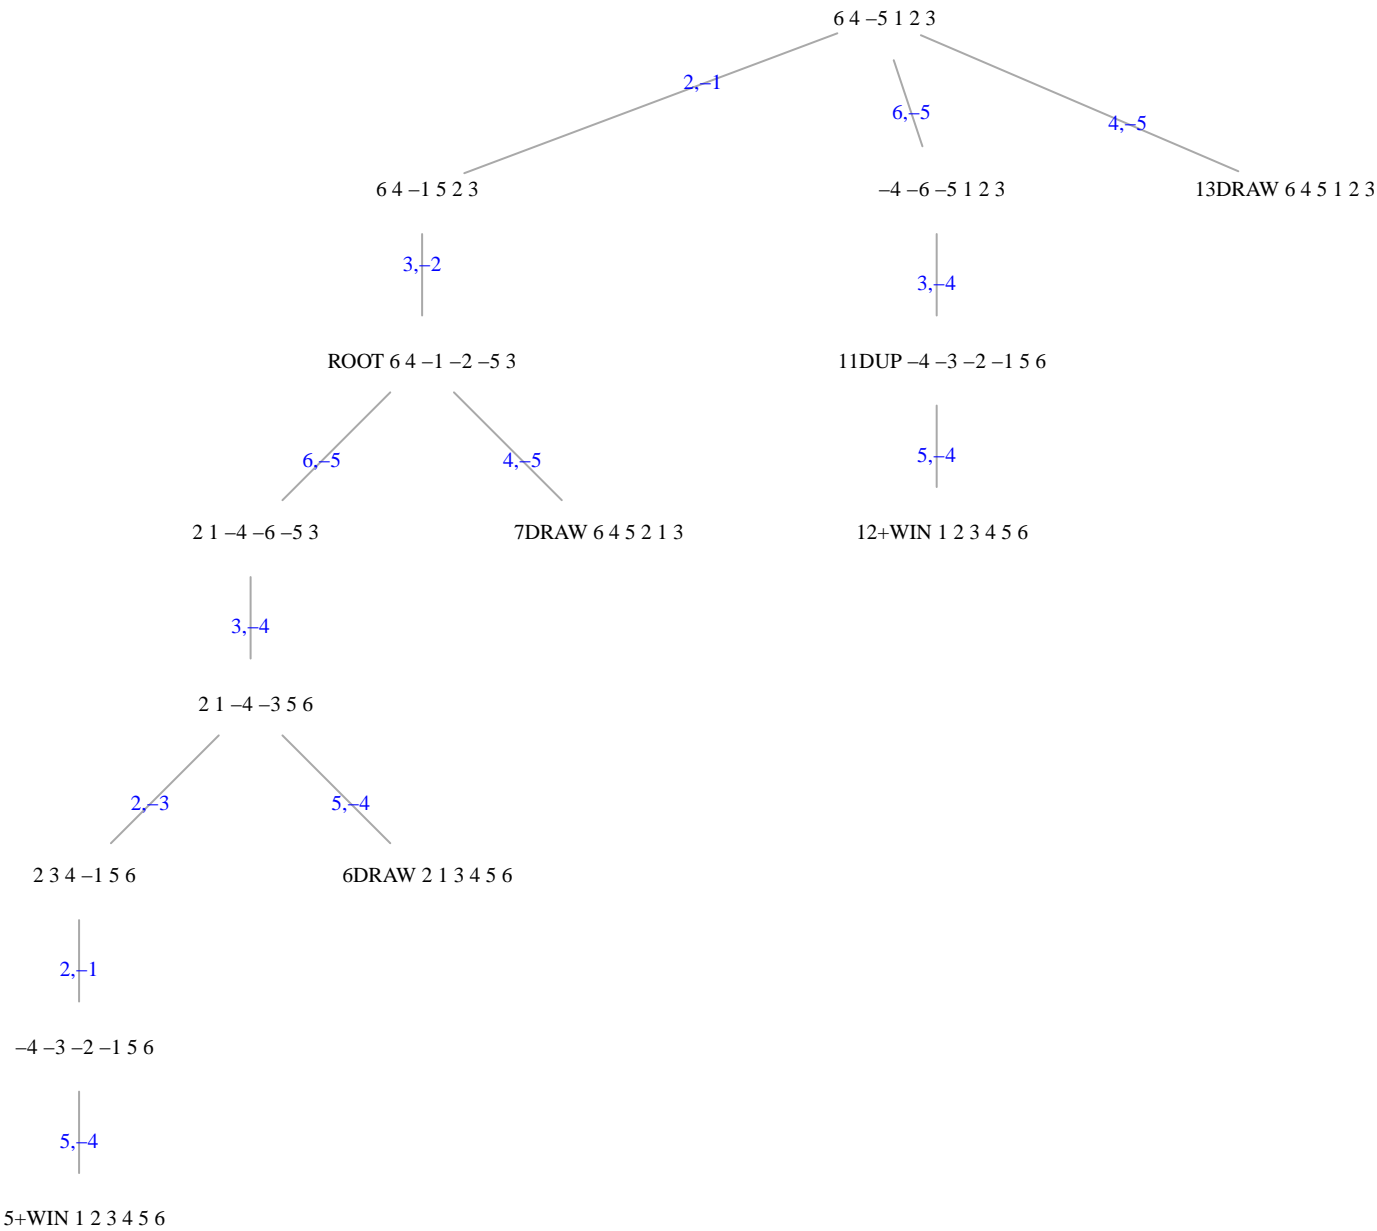 6 4 –5 1 2 3
2,–1
6,–5
4,–5
6 4 –1 5 2 3
–4 –6 –5 1 2 3
13DRAW 6 4 5 1 2 3
3,–2
3,–4
ROOT 6 4 –1 –2 –5 3
11DUP –4 –3 –2 –1 5 6
6,–5
4,–5
5,–4
2 1 –4 –6 –5 3
7DRAW 6 4 5 2 1 3
12+WIN 1 2 3 4 5 6
3,–4
2 1 –4 –3 5 6
2,–3
5,–4
2 3 4 –1 5 6
6DRAW 2 1 3 4 5 6
2,–1
–4 –3 –2 –1 5 6
5,–4
5+WIN 1 2 3 4 5 6